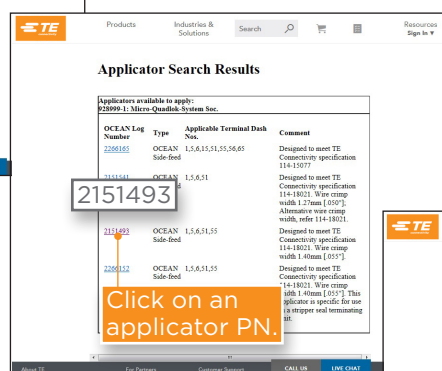 TE
Products
Industries &
Solutions
Search
Resources
Sign In ▼
Applicator Search Results
Applicators available to apply:
928999-1: Micro-Quadlok-System Soc.
OCEAN Log
Number
Type
Applicable Terminal Dash
Nos.
Comment
2266165
OCEAN
Side-feed
1,5,6,15,51,55,56,65
Designed to meet TE
Connectivity specification
114-15077
2151541
OCEAN
1,5,6,51
Designed to meet TE
Connectivity specification
114-18021. Wire crimp
width 1.27mm [.050"];
Alternative wire crimp
width, refer 114-18021.
2151493
2151493
OCEAN
Side-feed
1,5,6,51,55
Designed to meet TE
Connectivity specification
114-18021. Wire crimp
width 1.40mm [.055"].
2266152
OCEAN
Side-feed
1,5,6,51,55
Designed to meet TE
Connectivity specification
114-18021. Wire crimp
width 1.40mm [.055"]. This
applicator is specific for use
a stripper seal terminating
unit.
Click on an
applicator PN.
About TE
For Partners
Customer Support
CALL US
LIVE CHAT
TE